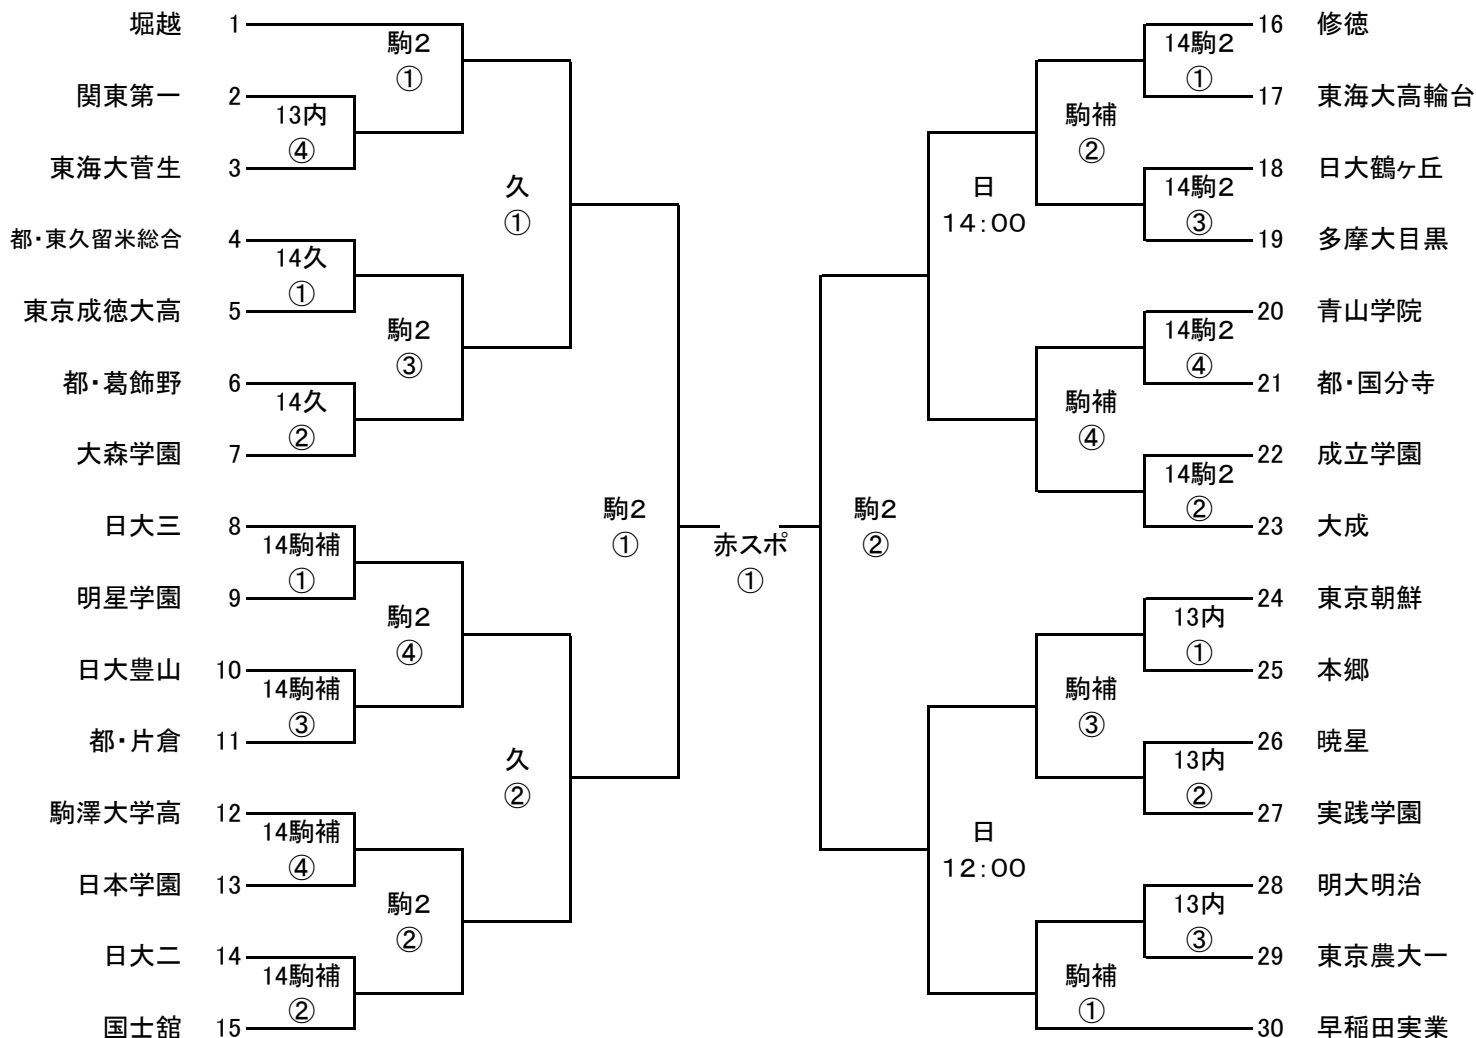 堀越 1
駒2
①
関東第一 2
13内
④
東海大菅生 3
久
①
都・東久留米総合 4
14久
①
東京成徳大高 5
駒2
③
都・葛飾野 6
14久
②
大森学園 7
駒2
①
日大三 8
14駒補
①
明星学園 9
駒2
④
日大豊山 10
14駒補
③
都・片倉 11
久
②
駒澤大学高 12
14駒補
④
日本学園 13
駒2
②
日大二 14
14駒補
②
国士舘 15
赤スポ
①
16 修徳
14駒2
①
17 東海大高輪台
駒補
②
18 日大鶴ヶ丘
14駒2
③
19 多摩大目黒
日
14:00
20 青山学院
14駒2
④
21 都・国分寺
駒補
④
22 成立学園
14駒2
②
23 大成
駒2
②
24 東京朝鮮
13内
①
25 本郷
駒補
③
26 暁星
13内
②
27 実践学園
日
12:00
28 明大明治
13内
③
29 東京農大一
駒補
①
30 早稲田実業